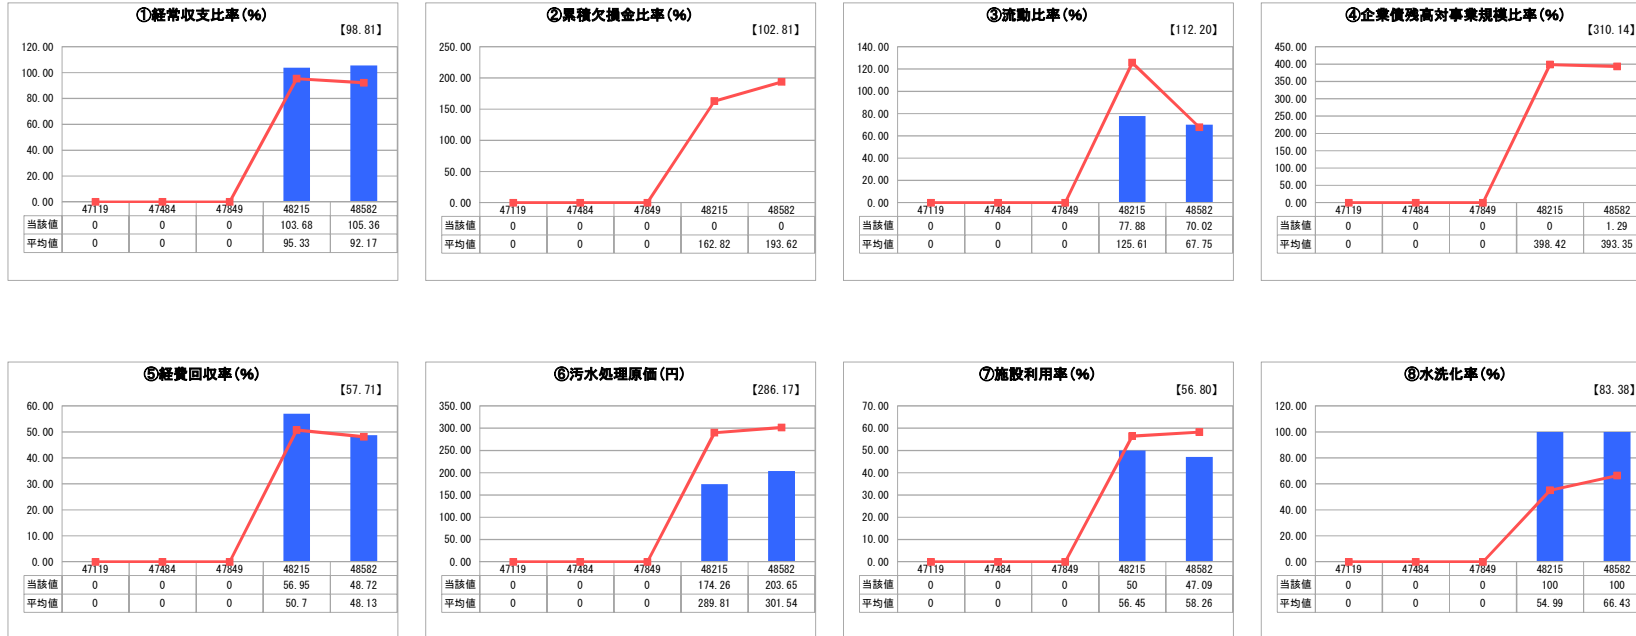 ①経常収支比率(%)
【98.81】
120.00
100.00
80.00
60.00
40.00
20.00
0.00
47119 47484 47849 48215 48582
当該値 0 0 0 103.68 105.36
平均値 0 0 0 95.33 92.17
②累積欠損金比率(%)
【102.81】
250.00
200.00
150.00
100.00
50.00
0.00
47119 47484 47849 48215 48582
当該値 0 0 0 0 0
平均値 0 0 0 162.82 193.62
③流動比率(%)
【112.20】
140.00
120.00
100.00
80.00
60.00
40.00
20.00
0.00
47119 47484 47849 48215 48582
当該値 0 0 0 77.88 70.02
平均値 0 0 0 125.61 67.75
④企業債残高対事業規模比率(%)
【310.14】
450.00
400.00
350.00
300.00
250.00
200.00
150.00
100.00
50.00
0.00
47119 47484 47849 48215 48582
当該値 0 0 0 0 1.29
平均値 0 0 0 398.42 393.35
⑤経費回収率(%)
【57.71】
60.00
50.00
40.00
30.00
20.00
10.00
0.00
47119 47484 47849 48215 48582
当該値 0 0 0 56.95 48.72
平均値 0 0 0 50.7 48.13
⑥汚水処理原価(円)
【286.17】
350.00
300.00
250.00
200.00
150.00
100.00
50.00
0.00
47119 47484 47849 48215 48582
当該値 0 0 0 174.26 203.65
平均値 0 0 0 289.81 301.54
⑦施設利用率(%)
【56.80】
70.00
60.00
50.00
40.00
30.00
20.00
10.00
0.00
47119 47484 47849 48215 48582
当該値 0 0 0 50 47.09
平均値 0 0 0 56.45 58.26
⑧水洗化率(%)
【83.38】
120.00
100.00
80.00
60.00
40.00
20.00
0.00
47119 47484 47849 48215 48582
当該値 0 0 0 100 100
平均値 0 0 0 54.99 66.43